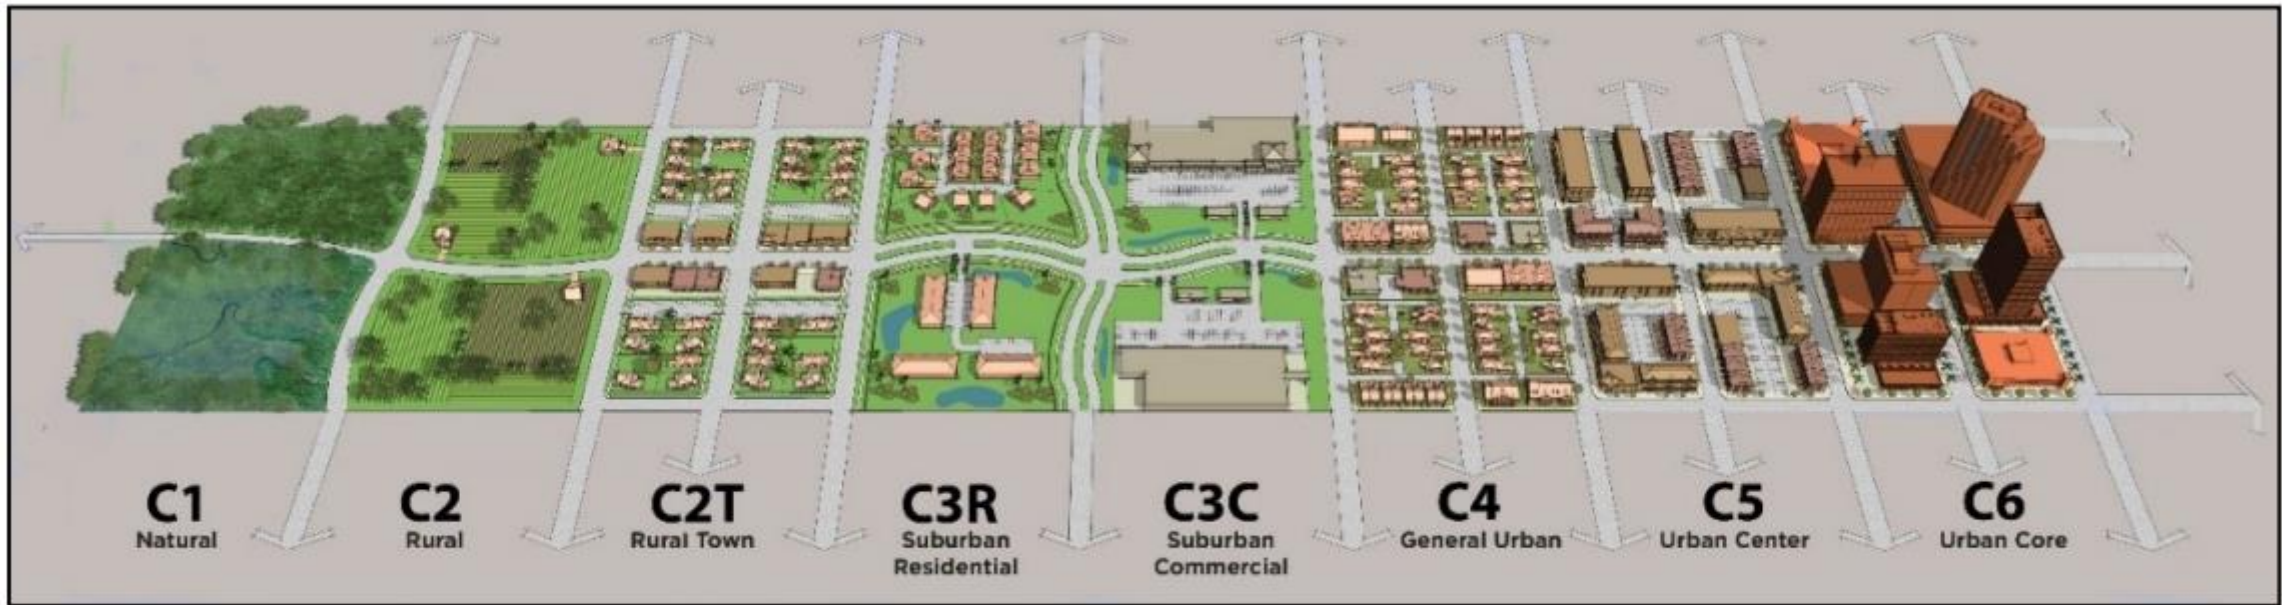 C1
Natural
C2
Rural
C2T
Rural Town
C3R
Suburban
Residential
C3C
Suburban
Commercial
C4
General Urban
C5
Urban Center
C6
Urban Core